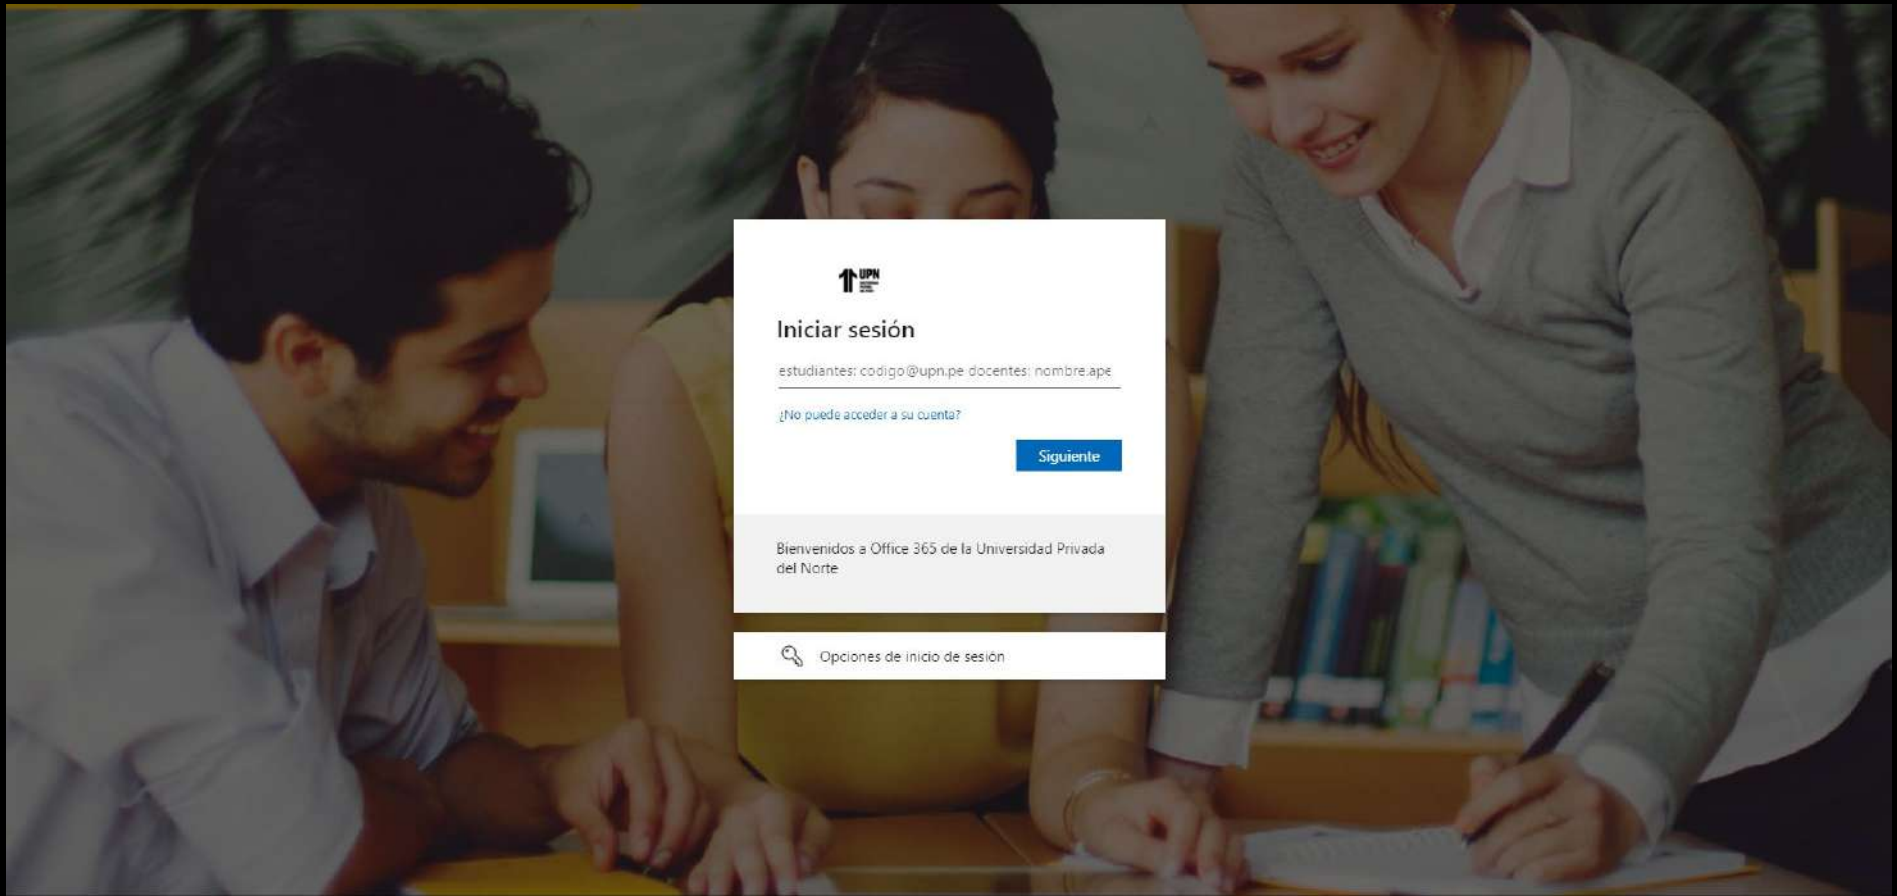 UPN
Iniciar sesión
estudiantes: codigo@upn.pe docentes: nombre.ape
¿No puede acceder a su cuenta?
Siguiente
Bienvenidos a Office 365 de la Universidad Privada
del Norte
Opciones de inicio de sesión